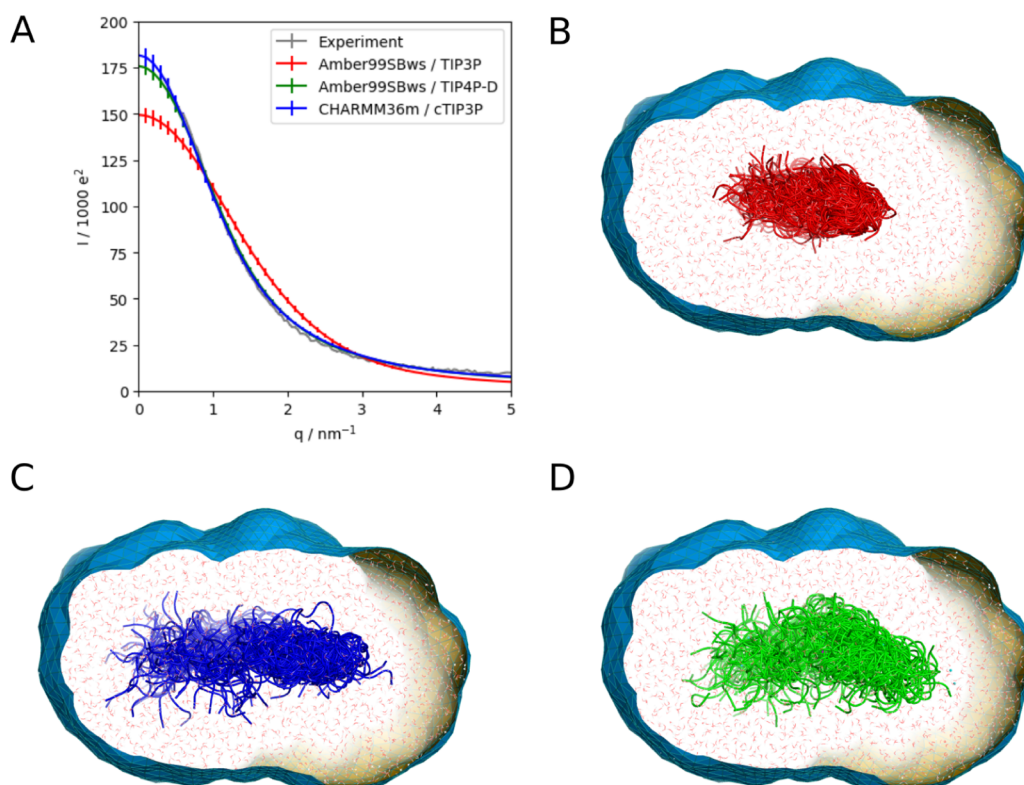 A
B
200
175
150
125
100
75
50
25
0
I / 1000 e²
0 1 2 3 4 5
q / nm⁻¹
Experiment
Amber99SBws / TIP3P
Amber99SBws / TIP4P-D
CHARMM36m / cTIP3P
C
D